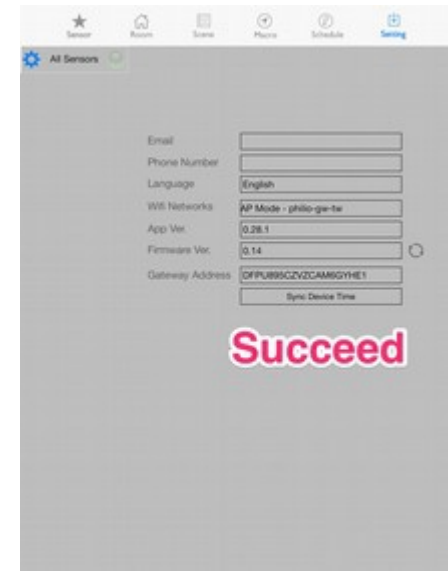 Sensor Room Scene Macro Schedule Setting
All Sensors
Email
Phone Number
Language English
Wifi Networks AP Mode - philio-gw-tw
App Ver. 0.28.1
Firmware Ver. 0.14
Gateway Address
Sync Device Time
Succeed